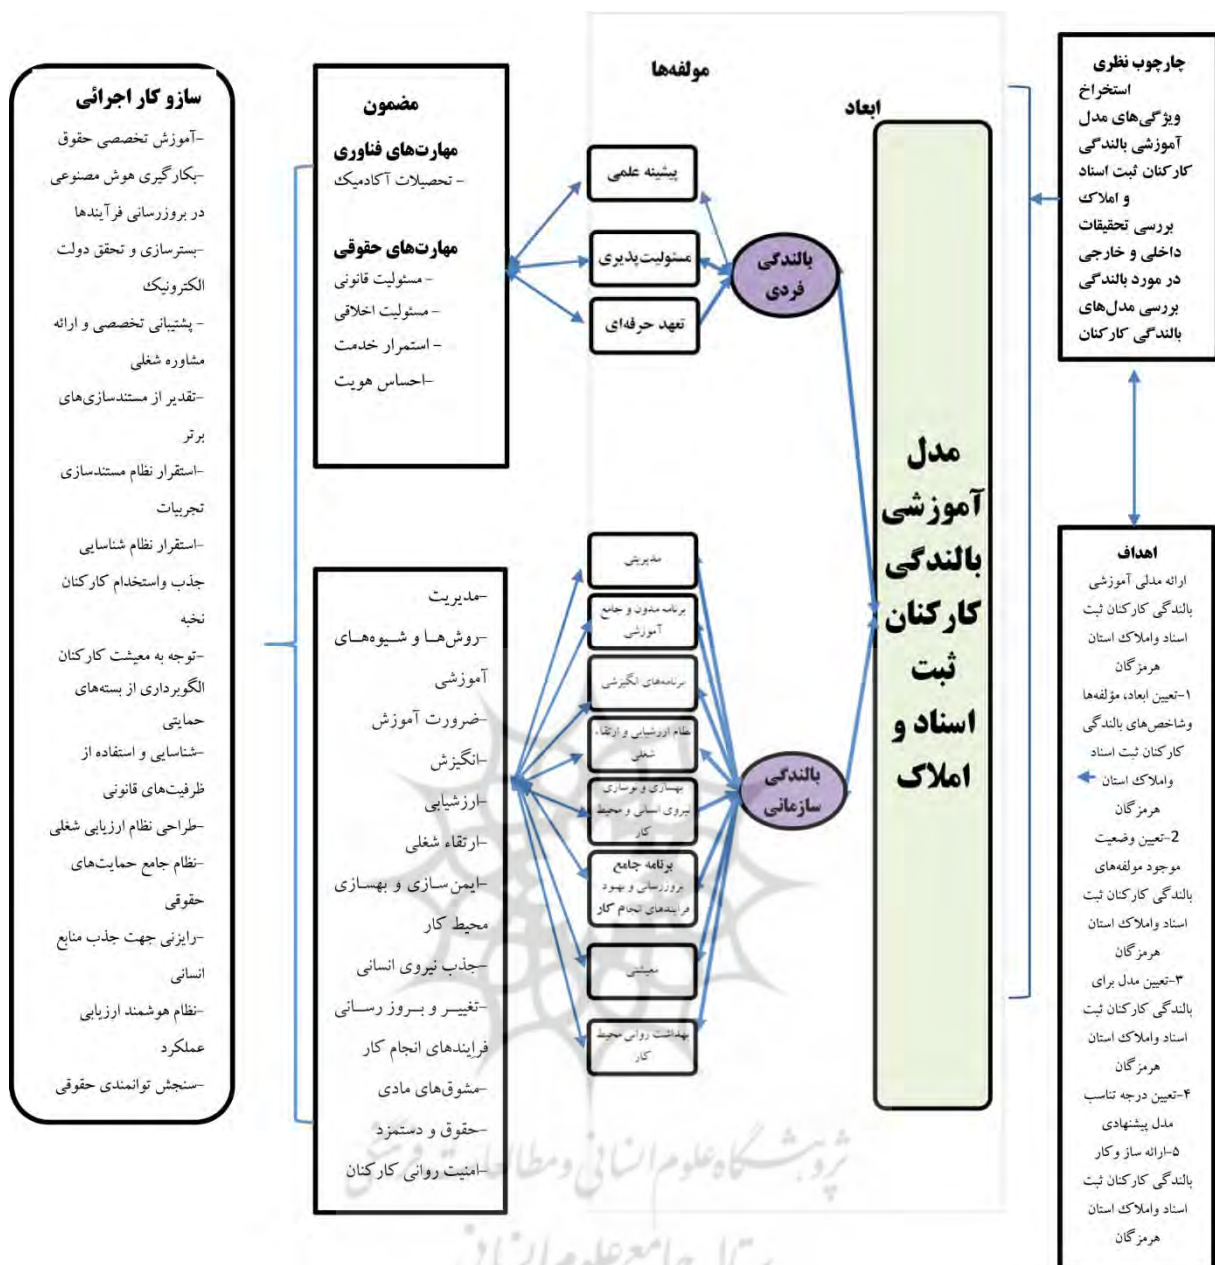 چارچوب نظری
استخراج
ویژگی‌های مدل
آموزشی بالندگی
کارکنان ثبت اسناد
و املاک
بررسی تحقیقات
داخلی و خارجی
در مورد بالندگی
بررسی مدل‌های
بالندگی کارکنان
اهداف
ارائه مدلی آموزشی
بالندگی کارکنان ثبت
اسناد واملاک استان
هرمزگان
۱-تعیین ابعاد، مؤلفه‌ها
وشاخص‌های بالندگی
کارکنان ثبت اسناد
واملاک استان
هرمزگان
2-تعیین وضعیت
موجود مولفه‌های
بالندگی کارکنان ثبت
اسناد واملاک استان
هرمزگان
۳-تعیین مدل برای
بالندگی کارکنان ثبت
اسناد واملاک استان
هرمزگان
۴-تعیین درجه تناسب
مدل پیشنهادی
۵-ارائه ساز وکار
بالندگی کارکنان ثبت
اسناد واملاک استان
هرمزگان
ابعاد
مدل
آموزشی
بالندگی
کارکنان
ثبت
اسناد و
املاک
بالندگی
فردی
بالندگی
سازمانی
مولفه‌ها
پیشینه علمی
مسئولیت‌پذیری
تعهد حرفه‌ای
مدیریتی
برنامه مدون و جامع
آموزشی
برنامه‌های انگیزشی
نظام ارزشیابی و ارتقاء
شغلی
بهسازی و نوسازی
نیروی انسانی و محیط
کار
برنامه جامع
بروزرسانی و بهبود
فرایندهای انجام کار
معیشتی
بهداشت روانی محیط
کار
مضمون
مهارت‌های فناوری
- تحصیلات آکادمیک
مهارت‌های حقوقی
- مسئولیت قانونی
- مسئولیت اخلاقی
- استمرار خدمت
-احساس هویت
-مدیریت
-روش‌ها و شیوه‌های
آموزشی
-ضرورت آموزش
-انگیزش
-ارزشیابی
-ارتقاء شغلی
-ایمن سازی و بهسازی
محیط کار
-جذب نیروی انسانی
-تغییر و بروز رسانی
فرایندهای انجام کار
-مشوق‌های مادی
-حقوق و دستمزد
-امنیت روانی کارکنان
سازو کار اجرائی
-آموزش تخصصی حقوق
-بکارگیری هوش مصنوعی
در بروزرسانی فرآیندها
-بسترسازی و تحقق دولت
الکترونیک
- پشتیبانی تخصصی و ارائه
مشاوره شغلی
-تقدیر از مستندسازی‌های
برتر
-استقرار نظام مستندسازی
تجربیات
-استقرار نظام شناسایی
جذب واستخدام کارکنان
نخبه
-توجه به معیشت کارکنان
الگوبرداری از بسته‌های
حمایتی
-شناسایی و استفاده از
ظرفیت‌های قانونی
-طراحی نظام ارزیابی شغلی
-نظام جامع حمایت‌های
حقوقی
-رایزنی جهت جذب منابع
انسانی
-نظام هوشمند ارزیابی
عملکرد
-سنجش توانمندی حقوقی
پژوهشگاه علوم انسانی و مطالعات فرهنگی
پرتال جامع علوم انسانی